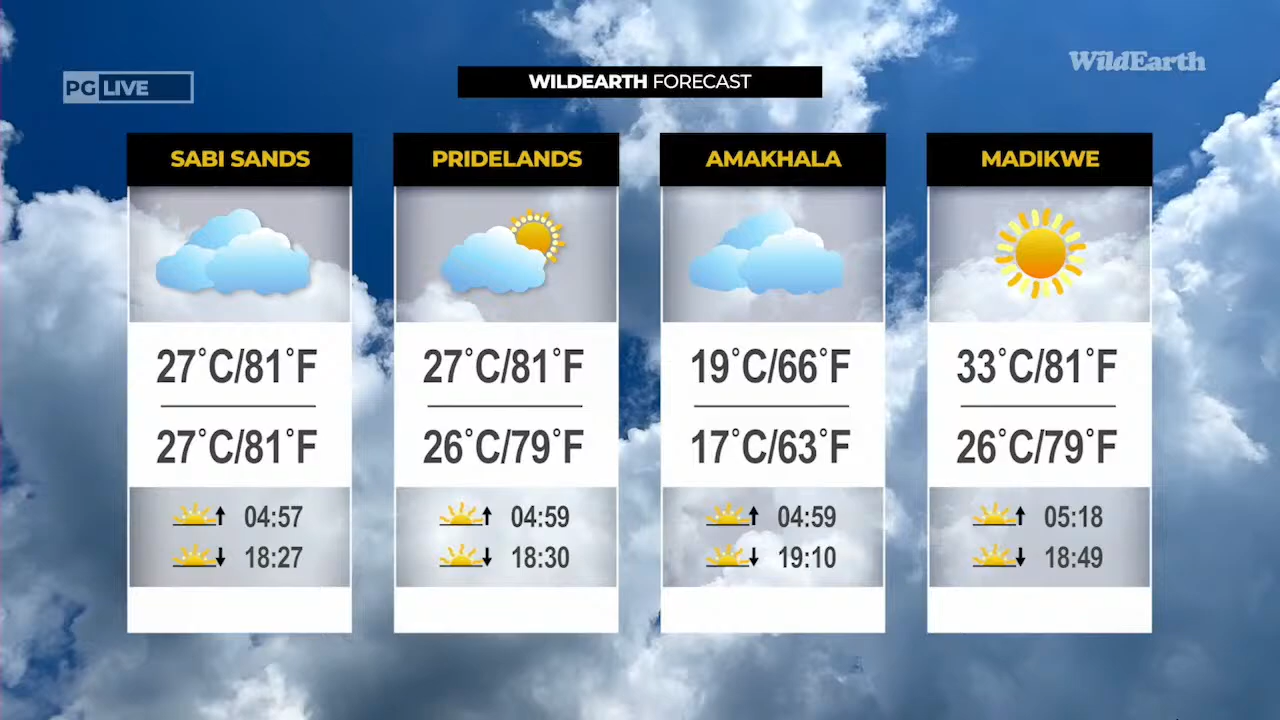 WILDEARTH FORECAST
WildEarth
PG LIVE
SABI SANDS
27°C/81°F
27°C/81°F
04:57
18:27
PRIDELANDS
27°C/81°F
26°C/79°F
04:59
18:30
AMAKHALA
19°C/66°F
17°C/63°F
04:59
19:10
MADIKWE
33°C/81°F
26°C/79°F
05:18
18:49